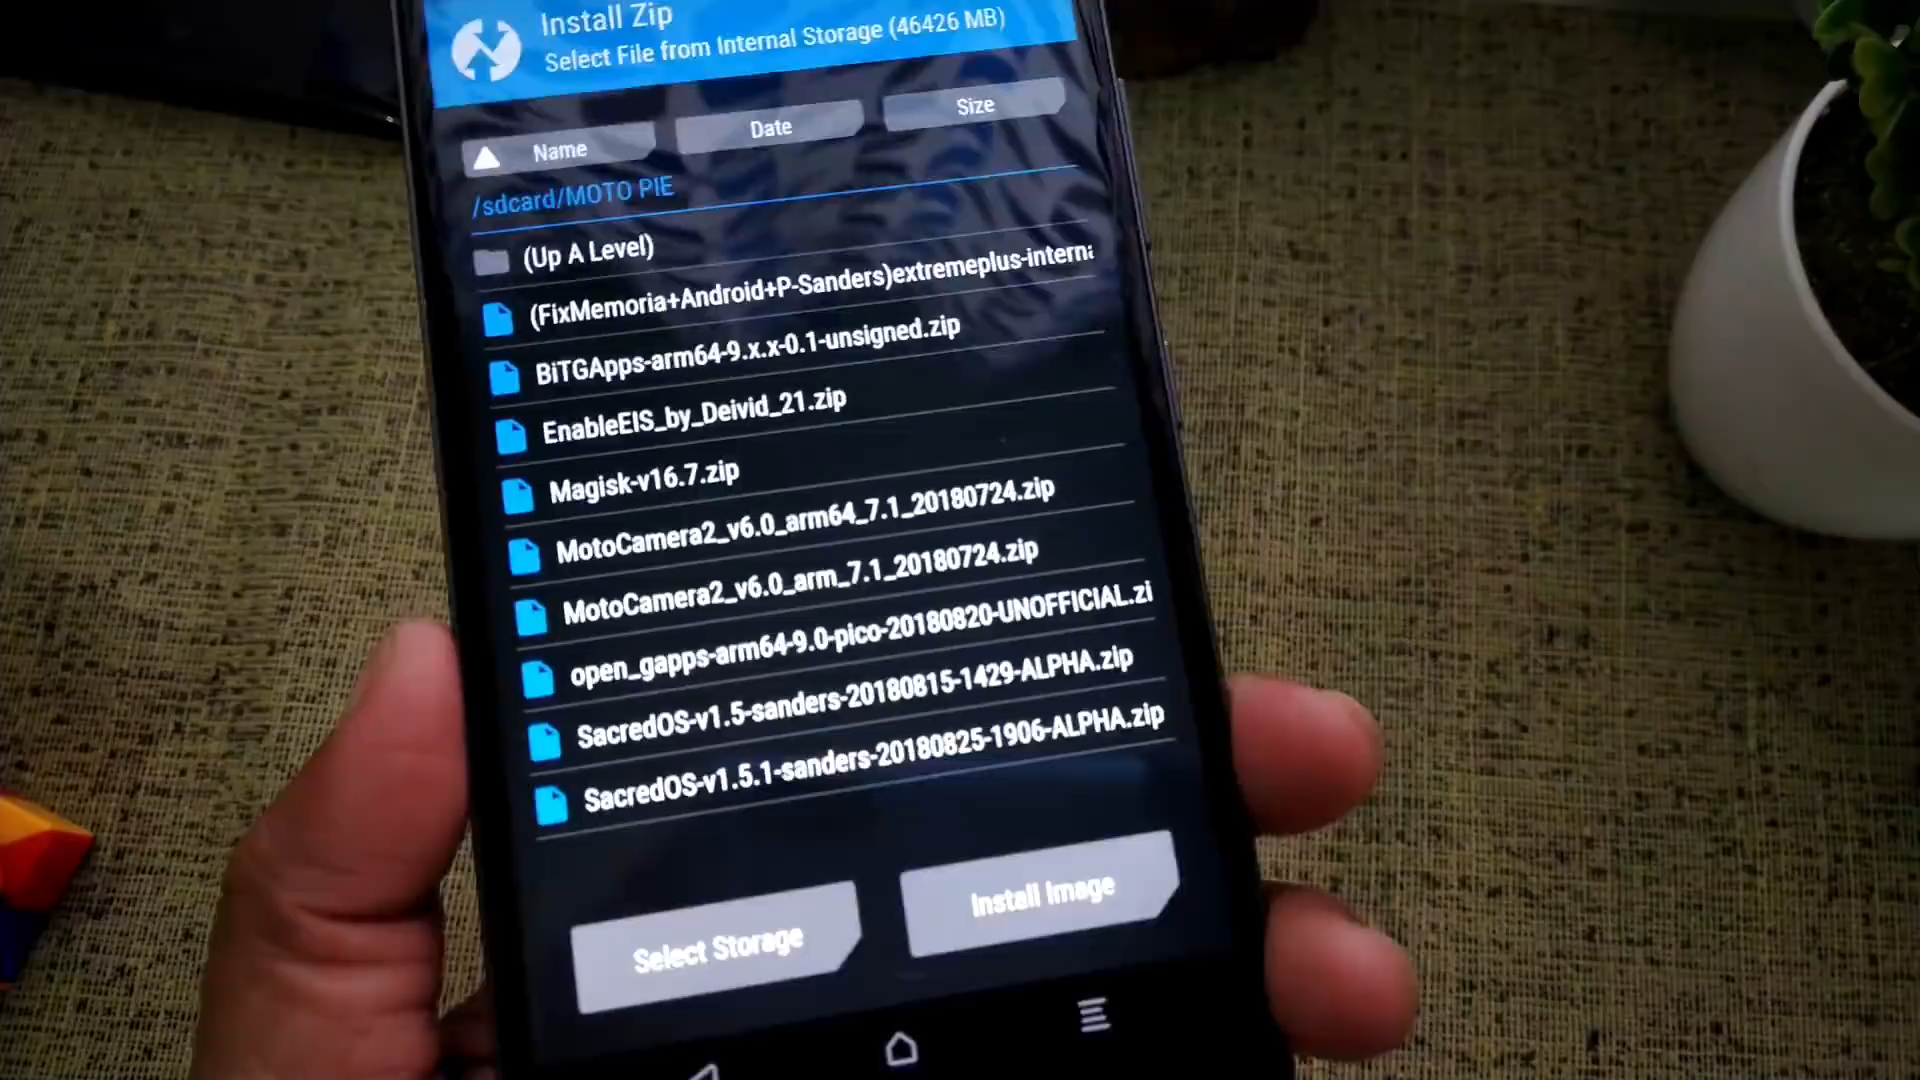 Install Zip
Select File from Internal Storage (46426 MB)
Name
Date
Size
/sdcard/MOTO PIE
(Up A Level)
(FixMemoria+Android+P-Sanders)extremeplus-interna
BiTGApps-arm64-9.x.x-0.1-unsigned.zip
EnableEIS_by_Deivid_21.zip
Magisk-v16.7.zip
MotoCamera2_v6.0_arm64_7.1_20180724.zip
MotoCamera2_v6.0_arm_7.1_20180724.zip
open_gapps-arm64-9.0-pico-20180820-UNOFFICIAL.zi
SacredOS-v1.5-sanders-20180815-1429-ALPHA.zip
SacredOS-v1.5.1-sanders-20180825-1906-ALPHA.zip
Select Storage
Install Image